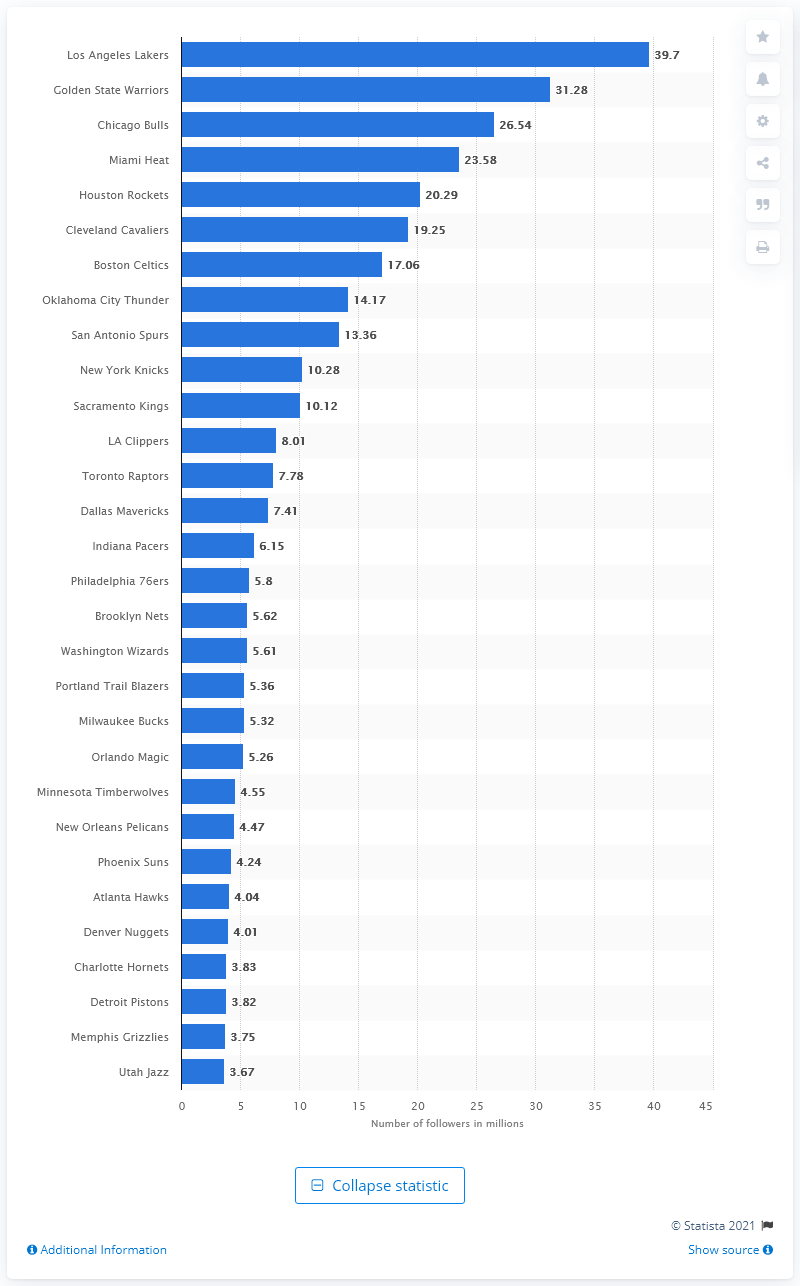 Los Angeles Lakers 39.7
Golden State Warriors 31.28
Chicago Bulls 26.54
Miami Heat 23.58
Houston Rockets 20.29
Cleveland Cavaliers 19.25
Boston Celtics 17.06
Oklahoma City Thunder 14.17
San Antonio Spurs 13.36
New York Knicks 10.28
Sacramento Kings 10.12
LA Clippers 8.01
Toronto Raptors 7.78
Dallas Mavericks 7.41
Indiana Pacers 6.15
Philadelphia 76ers 5.8
Brooklyn Nets 5.62
Washington Wizards 5.61
Portland Trail Blazers 5.36
Milwaukee Bucks 5.32
Orlando Magic 5.26
Minnesota Timberwolves 4.55
New Orleans Pelicans 4.47
Phoenix Suns 4.24
Atlanta Hawks 4.04
Denver Nuggets 4.01
Charlotte Hornets 3.83
Detroit Pistons 3.82
Memphis Grizzlies 3.75
Utah Jazz 3.67
0 5 10 15 20 25 30 35 40 45
Number of followers in millions
Collapse statistic
© Statista 2021
Additional Information Show source